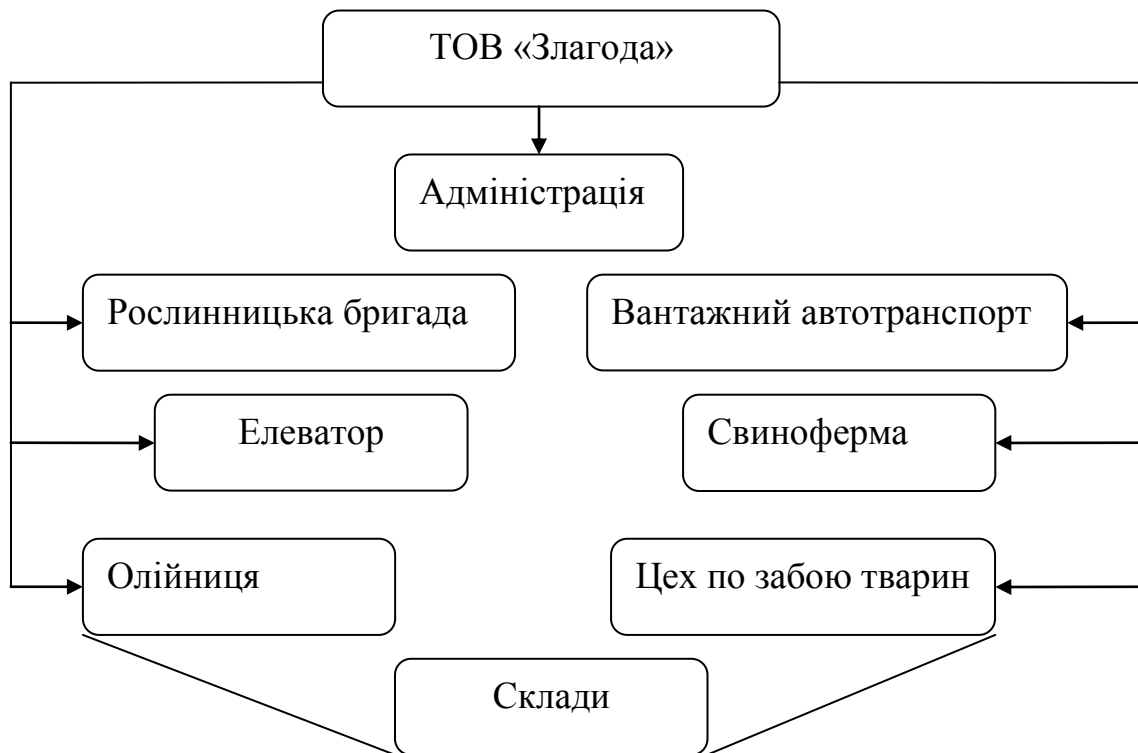 ТОВ «Злагода»
Адміністрація
Рослинницька бригада
Вантажний автотранспорт
Елеватор
Свиноферма
Олійниця
Цех по забою тварин
Склади